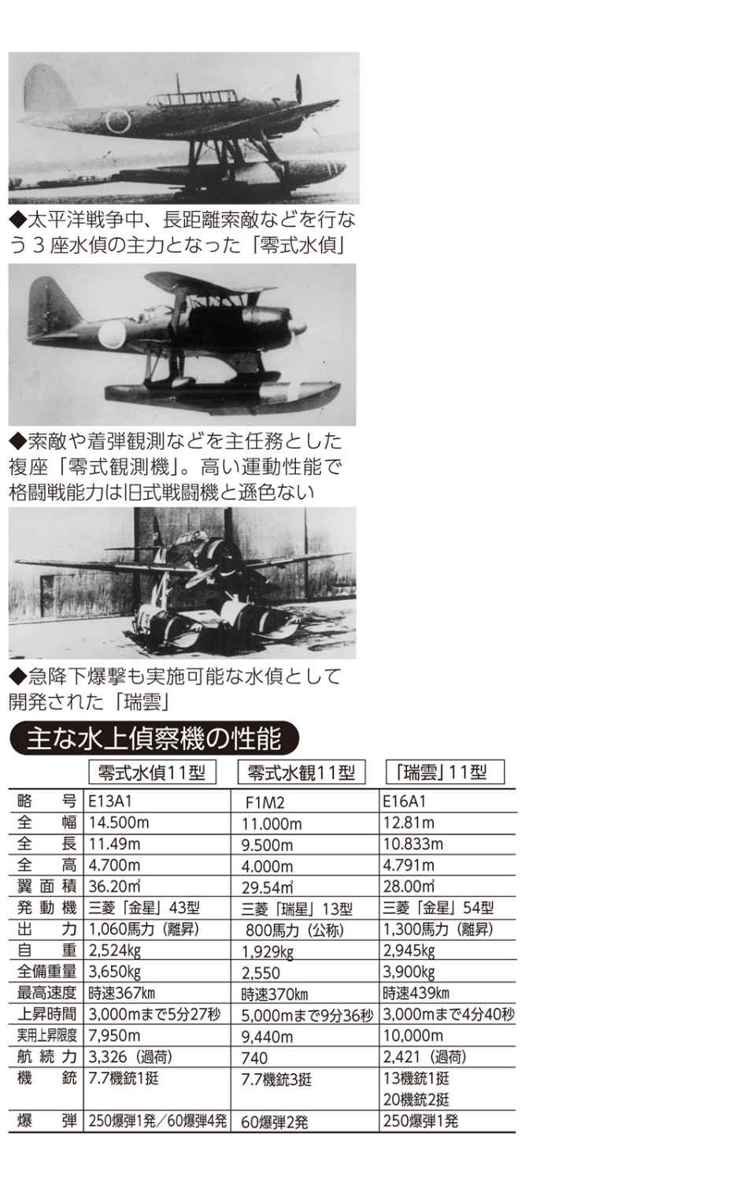 ◆太平洋戦争中、長距離索敵などを行な
う3座水偵の主力となった「零式水偵」
◆索敵や着弾観測などを主任務とした
複座「零式観測機」。高い運動性能で
格闘戦能力は旧式戦闘機と遜色ない
◆急降下爆撃も実施可能な水偵として
開発された「瑞雲」
主な水上偵察機の性能
零式水偵11型 零式水観11型 「瑞雲」11型
略号 E13A1 F1M2 E16A1
全幅 14.500m 11.000m 12.81m
全長 11.49m 9.500m 10.833m
全高 4.700m 4.000m 4.791m
翼面積 36.20㎡ 29.54㎡ 28.00㎡
発動機 三菱「金星」43型 三菱「瑞星」13型 三菱「金星」54型
出力 1,060馬力（離昇） 800馬力（公称） 1,300馬力（離昇）
自重 2,524㎏ 1,929㎏ 2,945㎏
全備重量 3,650㎏ 2,550 3,900㎏
最高速度 時速367㎞ 時速370㎞ 時速439㎞
上昇時間 3,000mまで5分27秒 5,000mまで9分36秒 3,000mまで4分40秒
実用上昇限度 7,950m 9,440m 10,000m
航続力 3,326（過荷） 740 2,421（過荷）
機銃 7.7機銃1挺 7.7機銃3挺 13機銃1挺
20機銃2挺
爆弾 250爆弾1発／60爆弾4発 60爆弾2発 250爆弾1発